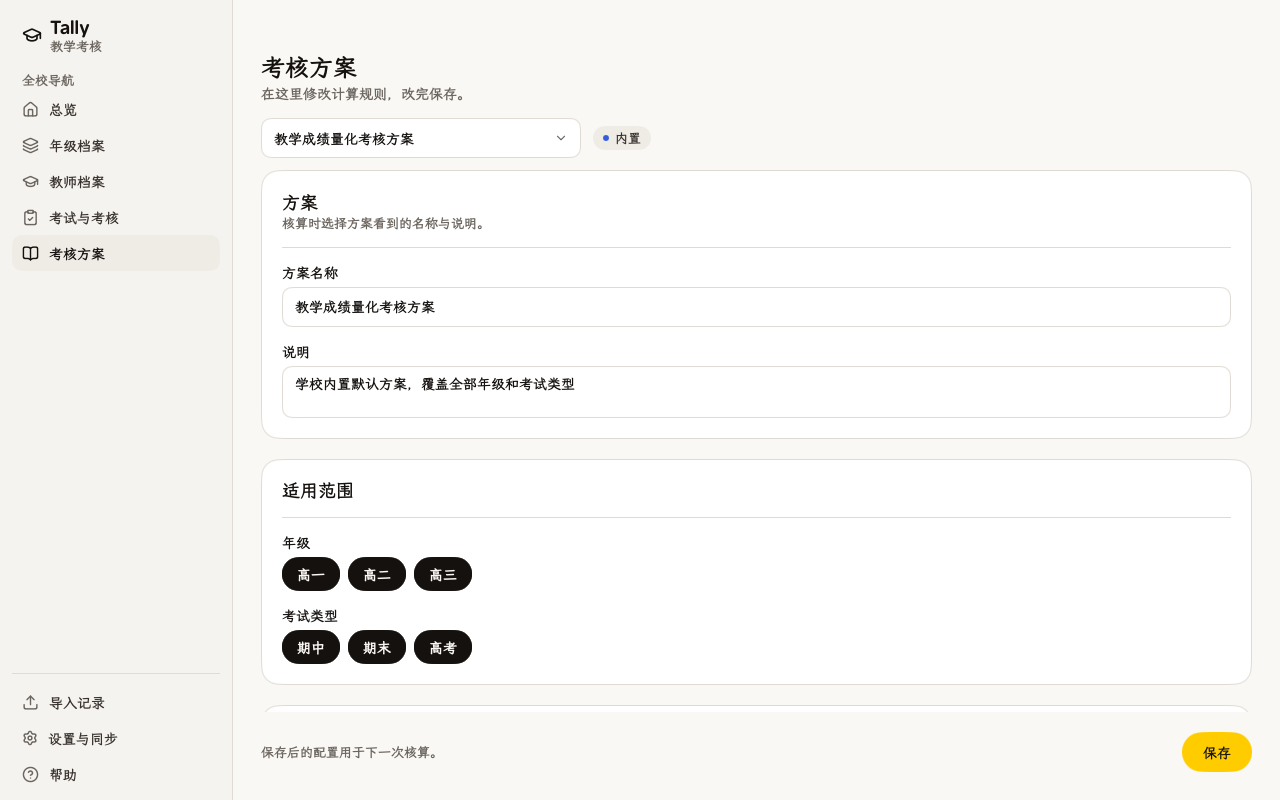 Tally
教学考核
全校导航
总览
年级档案
教师档案
考试与考核
考核方案
导入记录
设置与同步
帮助
考核方案
在这里修改计算规则，改完保存。
教学成绩量化考核方案
内置
方案
核算时选择方案看到的名称与说明。
方案名称
教学成绩量化考核方案
说明
学校内置默认方案，覆盖全部年级和考试类型
适用范围
年级
高一 高二 高三
考试类型
期中 期末 高考
保存后的配置用于下一次核算。
保存